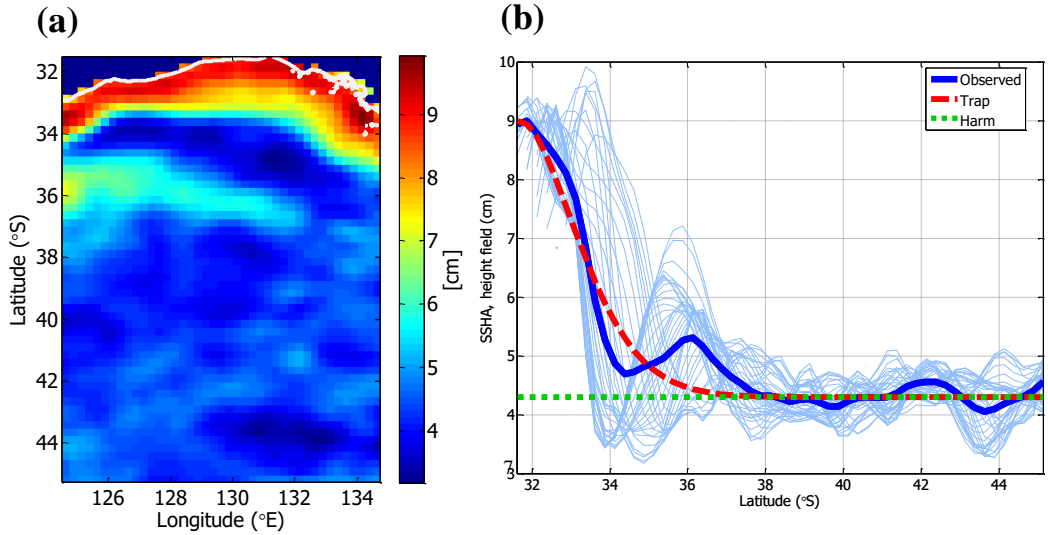 (a)
32
34
36
38
40
42
44
Latitude (°S)
126 128 130 132 134
Longitude (°E)
9
8
7
6
5
4
[cm]
(b)
10
9
8
7
6
5
4
3
SSHA, height field (cm)
32 34 36 38 40 42 44
Latitude (°S)
Observed
Trap
Harm